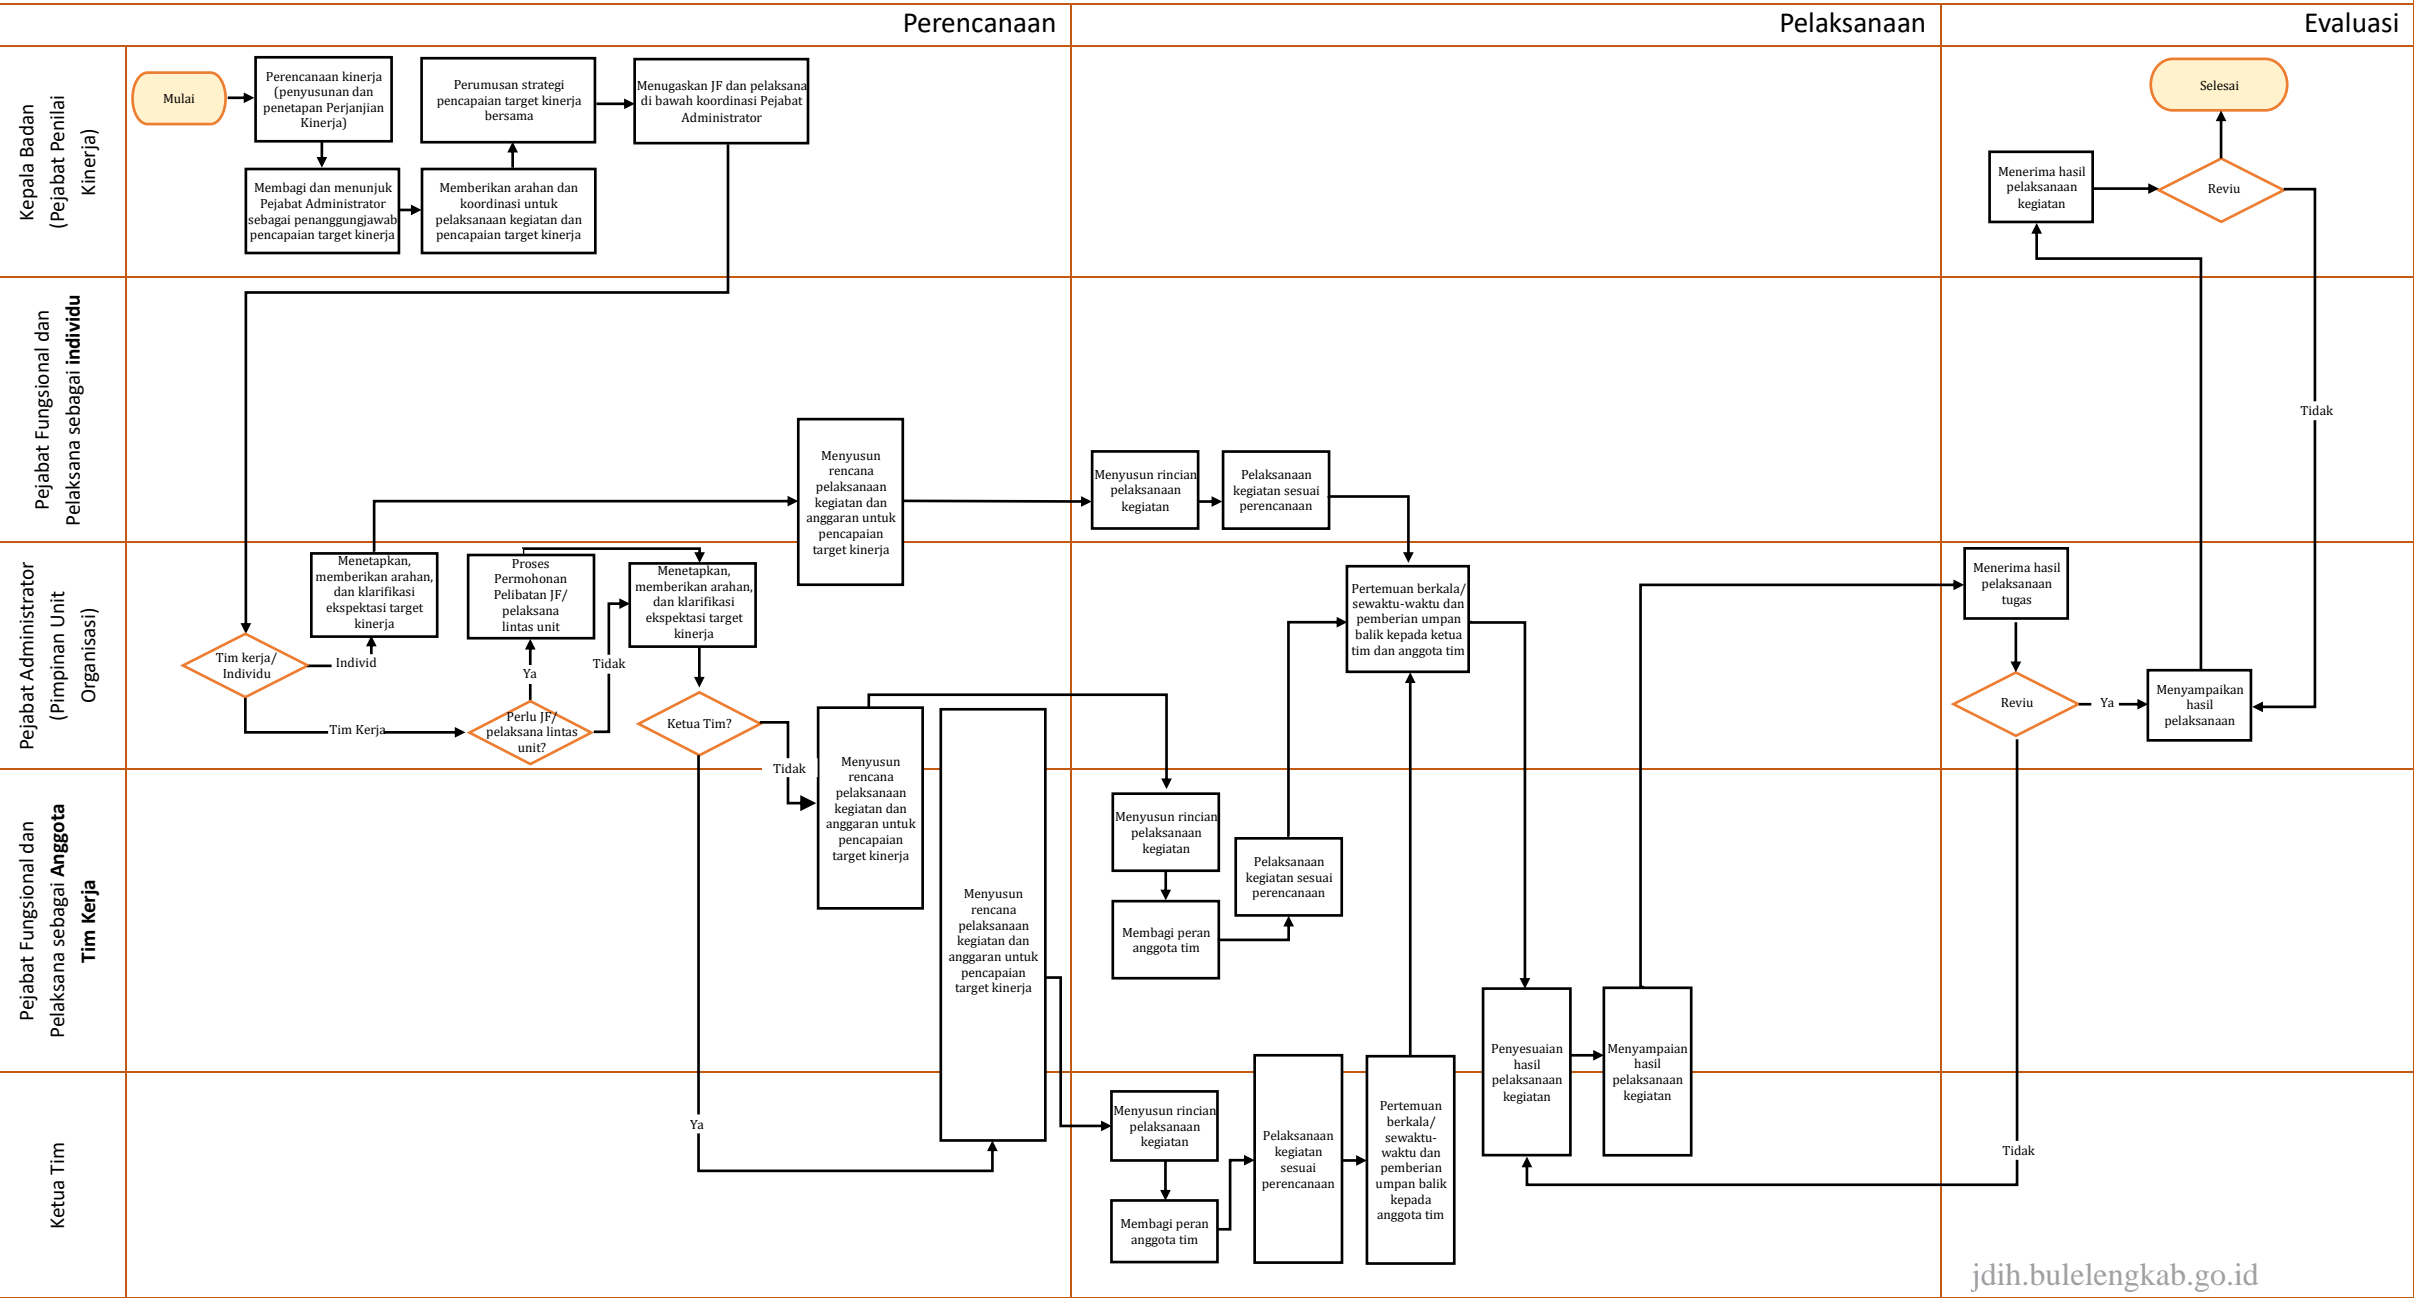 Perencanaan
Pelaksanaan
Evaluasi
Kepala Badan
(Pejabat Penilai
Kinerja)
Mulai
Perencanaan kinerja
(penyusunan dan
penetapan Perjanjian
Kinerja)
Perumusan strategi
pencapaian target kinerja
bersama
Menugaskan JF dan pelaksana
di bawah koordinasi Pejabat
Administrator
Membagi dan menunjuk
Pejabat Administrator
sebagai penanggungjawab
pencapaian target kinerja
Memberikan arahan dan
koordinasi untuk
pelaksanaan kegiatan dan
pencapaian target kinerja
Selesai
Menerima hasil
pelaksanaan
kegiatan
Reviu
Tidak
Pejabat Fungsional dan
Pelaksana sebagai individu
Menyusun
rencana
pelaksanaan
kegiatan dan
anggaran untuk
pencapaian
target kinerja
Menyusun rincian
pelaksanaan
kegiatan
Pelaksanaan
kegiatan sesuai
perencanaan
Pejabat Administrator
(Pimpinan Unit
Organisasi)
Tim kerja/
Individu
Individ
Tim Kerja
Menetapkan,
memberikan arahan,
dan klarifikasi
ekspektasi target
kinerja
Proses
Permohonan
Pelibatan JF/
pelaksana
lintas unit
Ya
Perlu JF/
pelaksana lintas
unit?
Tidak
Menetapkan,
memberikan arahan,
dan klarifikasi
ekspektasi target
kinerja
Ketua Tim?
Tidak
Ya
Menyusun
rencana
pelaksanaan
kegiatan dan
anggaran untuk
pencapaian
target kinerja
Menyusun
rencana
pelaksanaan
kegiatan dan
anggaran untuk
pencapaian
target kinerja
Pertemuan berkala/
sewaktu-waktu dan
pemberian umpan
balik kepada ketua
tim dan anggota tim
Menerima hasil
pelaksanaan
tugas
Reviu
Ya
Menyampaikan
hasil
pelaksanaan
Tidak
Pejabat Fungsional dan
Pelaksana sebagai Anggota
Tim Kerja
Menyusun rincian
pelaksanaan
kegiatan
Membagi peran
anggota tim
Pelaksanaan
kegiatan sesuai
perencanaan
Penyesuaian
hasil
pelaksanaan
kegiatan
Menyampaian
hasil
pelaksanaan
kegiatan
Ketua Tim
Menyusun rincian
pelaksanaan
kegiatan
Membagi peran
anggota tim
Pelaksanaan
kegiatan
sesuai
perencanaan
Pertemuan
berkala/
sewaktu-
waktu dan
pemberian
umpan balik
kepada
anggota tim
jdih.bulelengkab.go.id